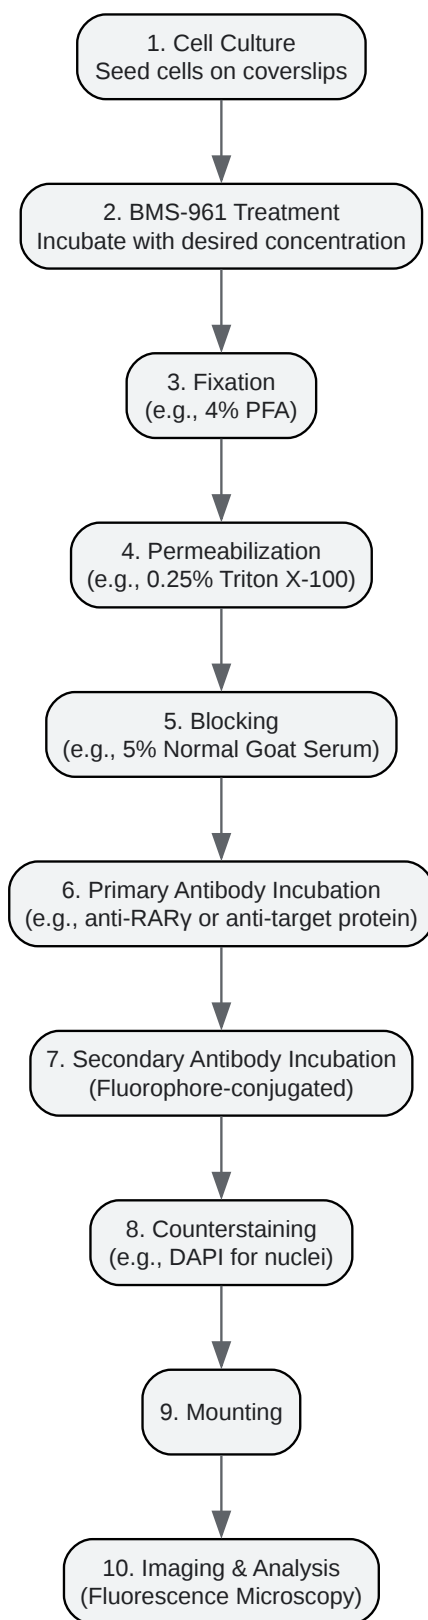 1. Cell Culture
Seed cells on coverslips
2. BMS-961 Treatment
Incubate with desired concentration
3. Fixation
(e.g., 4% PFA)
4. Permeabilization
(e.g., 0.25% Triton X-100)
5. Blocking
(e.g., 5% Normal Goat Serum)
6. Primary Antibody Incubation
(e.g., anti-RARγ or anti-target protein)
7. Secondary Antibody Incubation
(Fluorophore-conjugated)
8. Counterstaining
(e.g., DAPI for nuclei)
9. Mounting
10. Imaging & Analysis
(Fluorescence Microscopy)